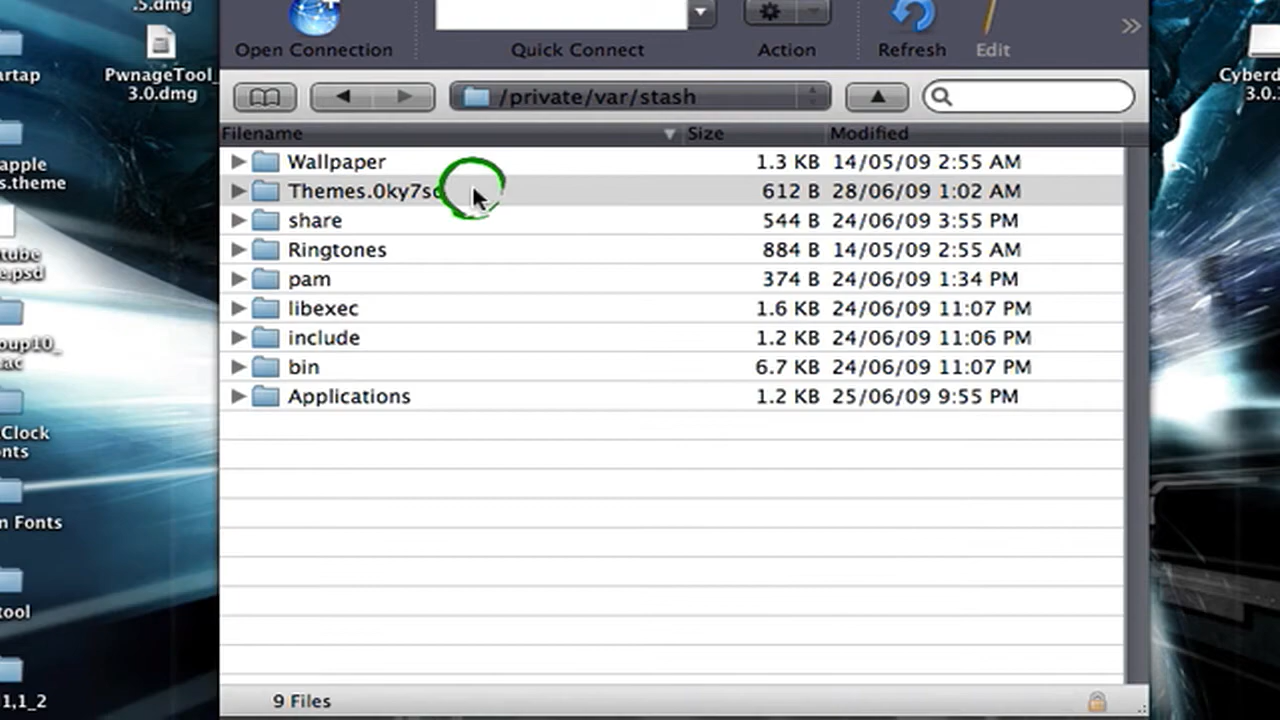 .5.dmg
PwnageTool_
3.0.dmg
artap
apple
s.theme
tube
e.psd
oup10_
ac
Clock
nts
n Fonts
tool
l1,1_2
Open Connection
Quick Connect
Action
Refresh
Edit
/private/var/stash
Filename Size Modified
Wallpaper 1.3 KB 14/05/09 2:55 AM
Themes.0ky7s 612 B 28/06/09 1:02 AM
share 544 B 24/06/09 3:55 PM
Ringtones 884 B 14/05/09 2:55 AM
pam 374 B 24/06/09 1:34 PM
libexec 1.6 KB 24/06/09 11:07 PM
include 1.2 KB 24/06/09 11:06 PM
bin 6.7 KB 24/06/09 11:07 PM
Applications 1.2 KB 25/06/09 9:55 PM
9 Files
Cyberd
3.0.